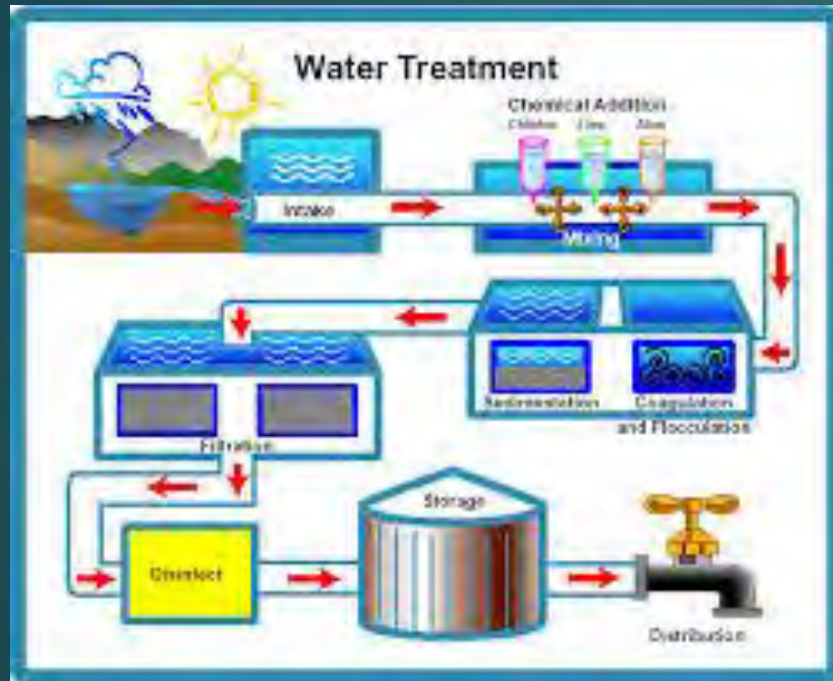 Water Treatment
Chemical Addition
Chlorine Lime Alum
Intake
Mixing
Sedimentation
Coagulation
and Flocculation
Filtration
Disinfect
Storage
Distribution